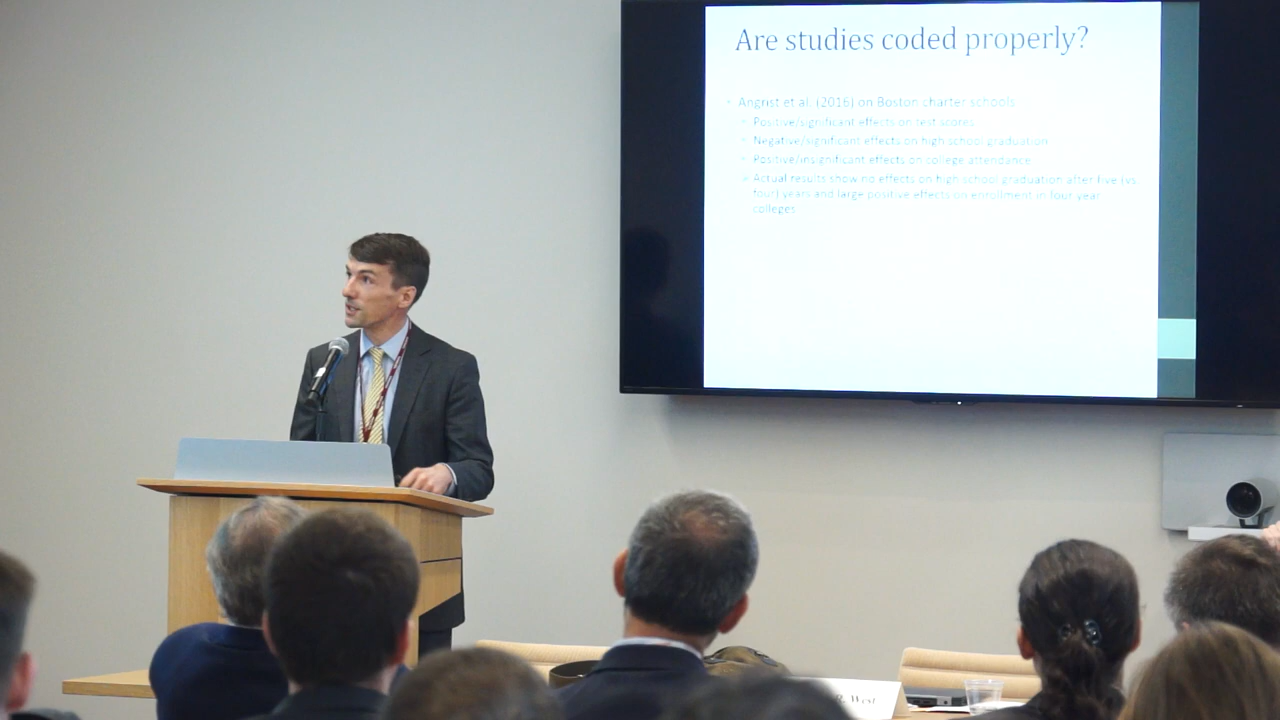 Are studies coded properly?
Angrist et al. (2016) on Boston charter schools
Positive/significant effects on test scores
Negative/significant effects on high school graduation
Positive/insignificant effects on college attendance
Actual results show no effects on high school graduation after five (vs.
four) years and large positive effects on enrollment in four year
colleges
R. West